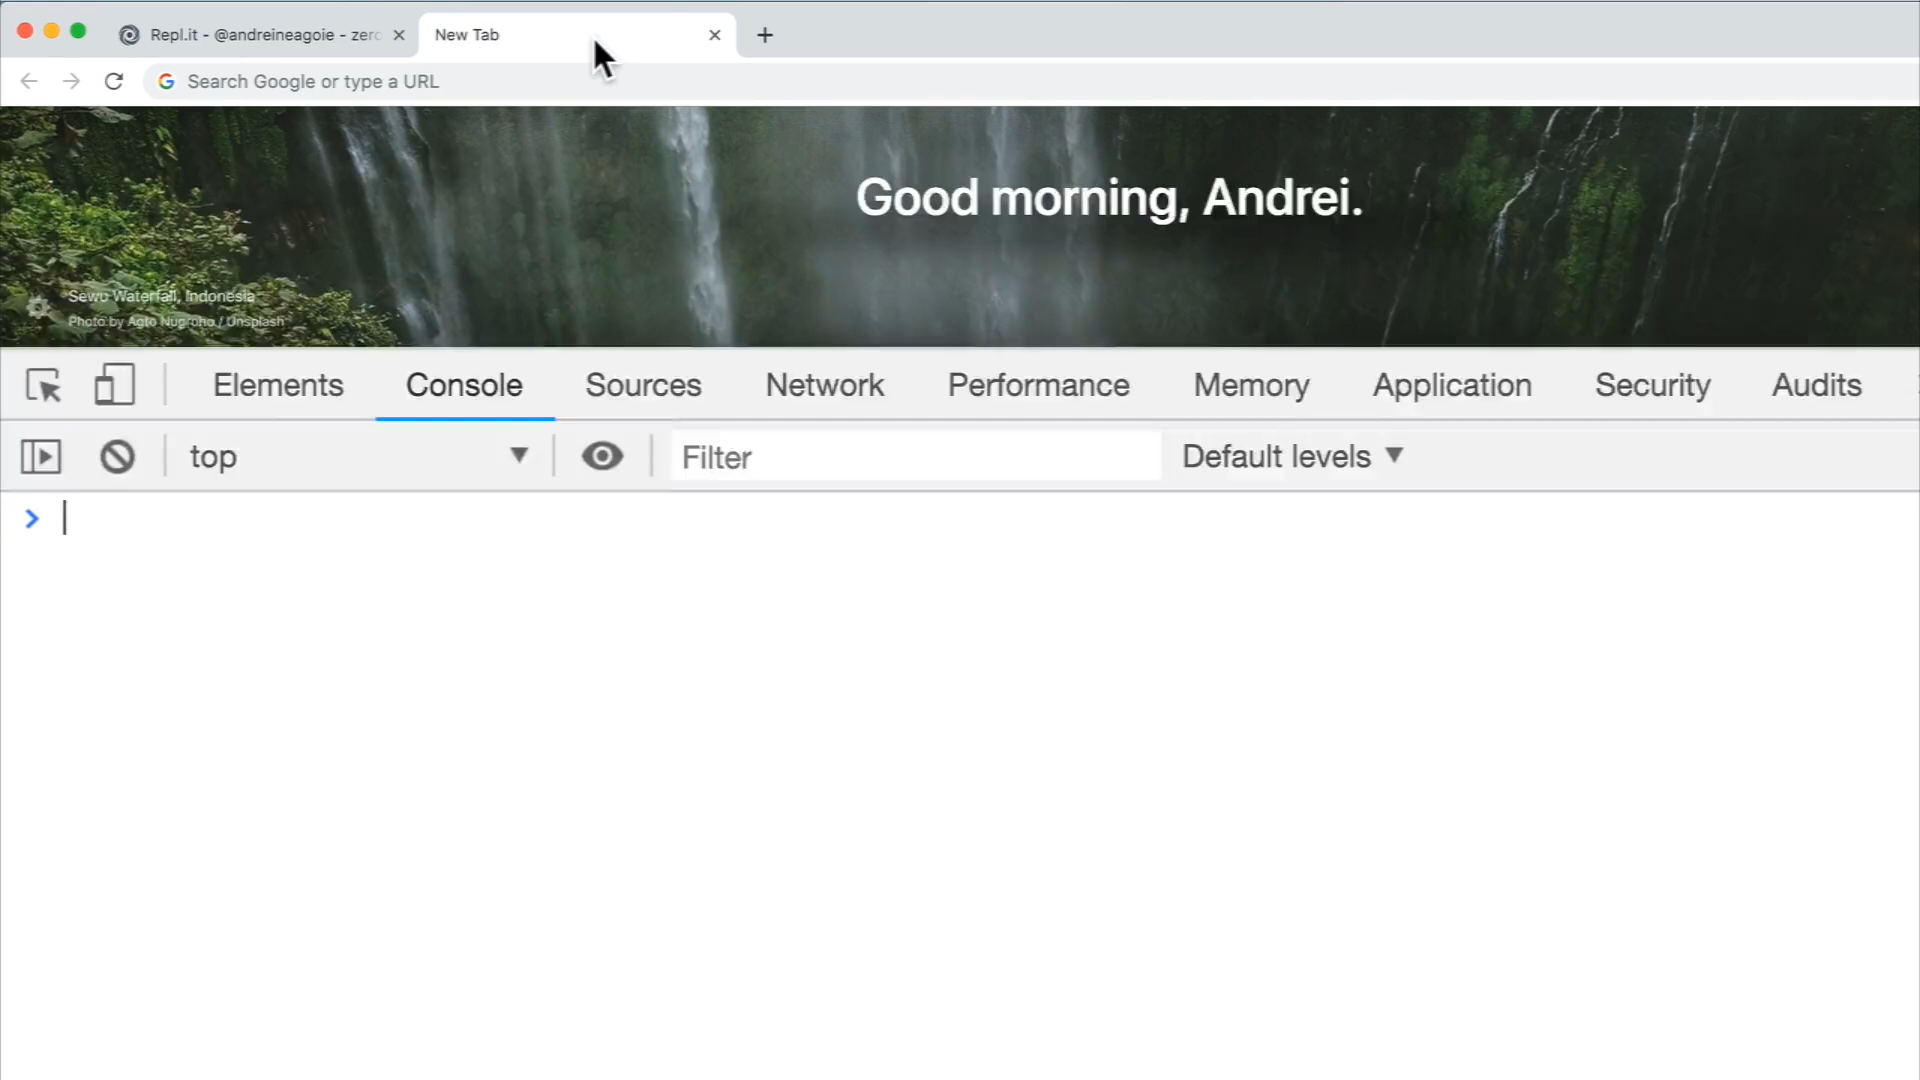 Repl.it - @andreineagoie - zero
New Tab
Search Google or type a URL
Good morning, Andrei.
Sewu Waterfall, Indonesia
Photo by Agto Nugroho / Unsplash
Elements Console Sources Network Performance Memory Application Security Audits
top Filter Default levels